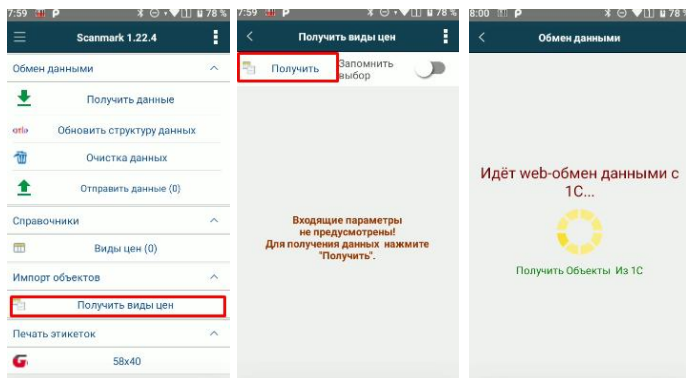 7:59 P 78 %
Scanmark 1.22.4
Обмен данными
Получить данные
Обновить структуру данных
Очистка данных
Отправить данные (0)
Справочники
Виды цен (0)
Импорт объектов
Получить виды цен
Печать этикеток
58x40
7:59 P 78 %
Получить виды цен
Получить
Запомнить
выбор
Входящие параметры
не предусмотрены!
Для получения данных нажмите
"Получить".
8:00 P 78
Обмен данными
Идёт web-обмен данными с
1С...
Получить Объекты Из 1С